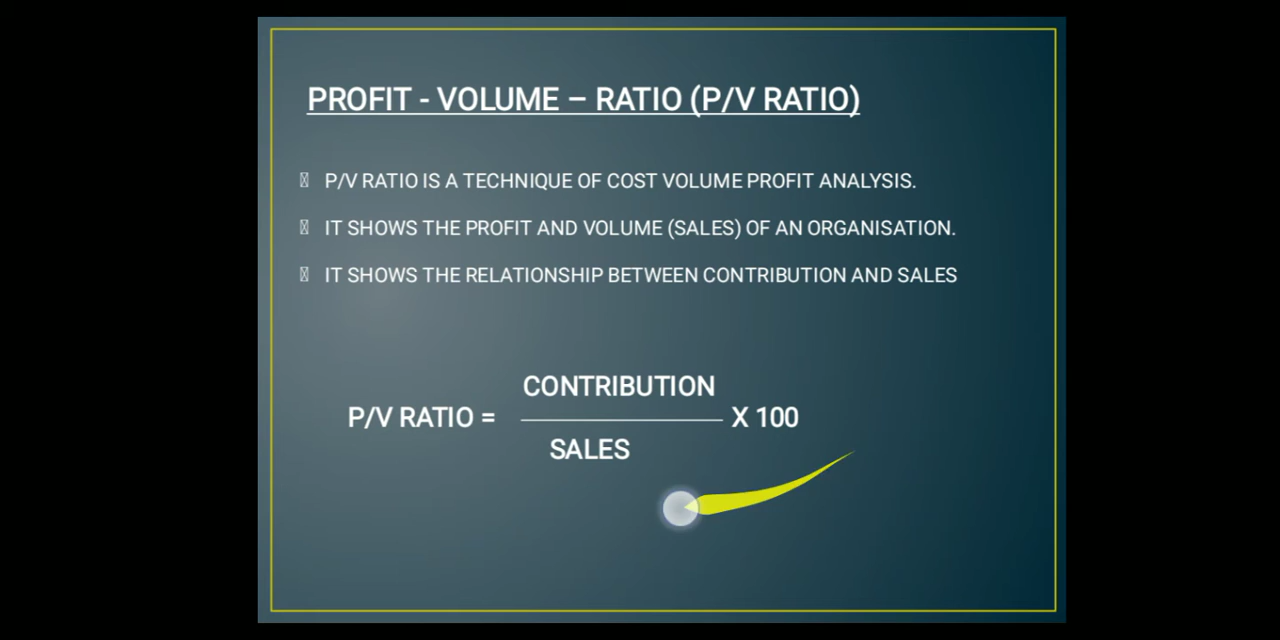 PROFIT - VOLUME – RATIO (P/V RATIO)
P/V RATIO IS A TECHNIQUE OF COST VOLUME PROFIT ANALYSIS.
IT SHOWS THE PROFIT AND VOLUME (SALES) OF AN ORGANISATION.
IT SHOWS THE RELATIONSHIP BETWEEN CONTRIBUTION AND SALES
CONTRIBUTION
P/V RATIO = X 100
SALES